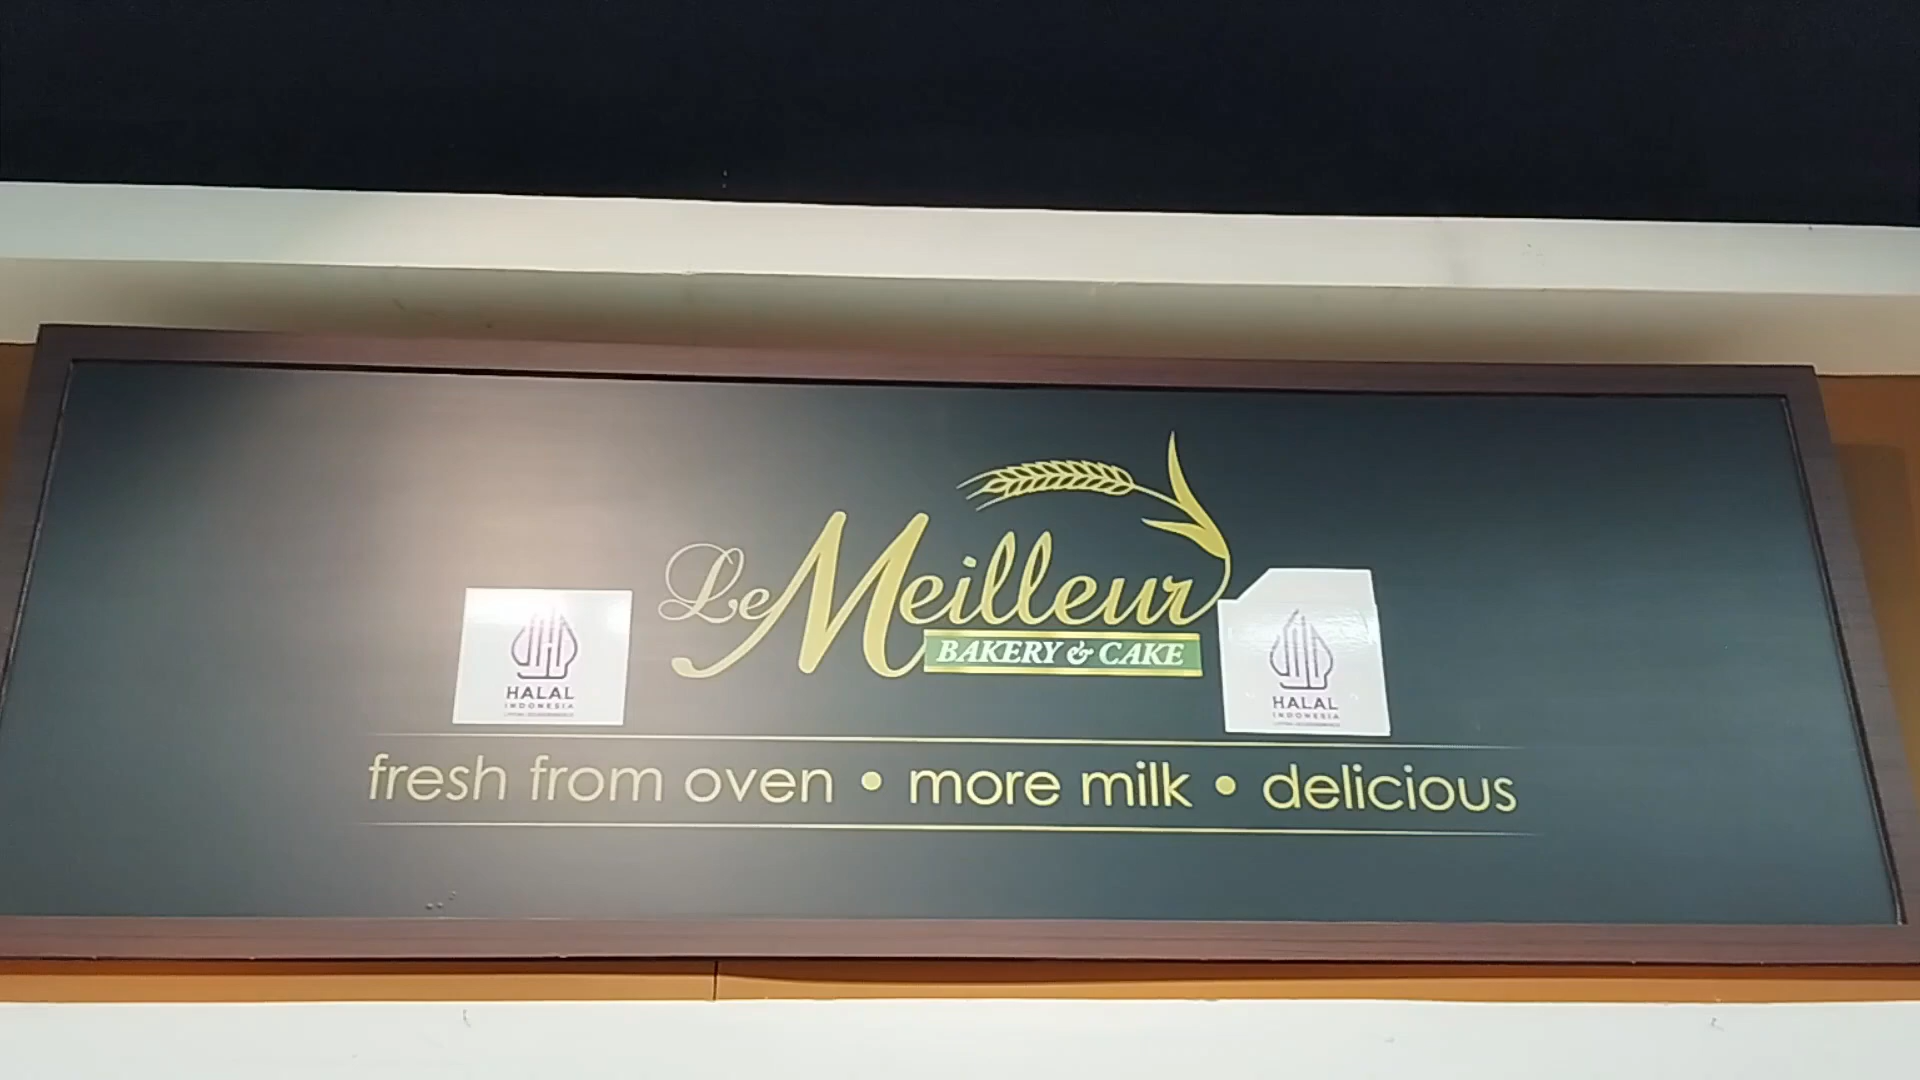 Le Meilleur
BAKERY & CAKE
HALAL
INDONESIA
HALAL
INDONESIA
fresh from oven • more milk • delicious